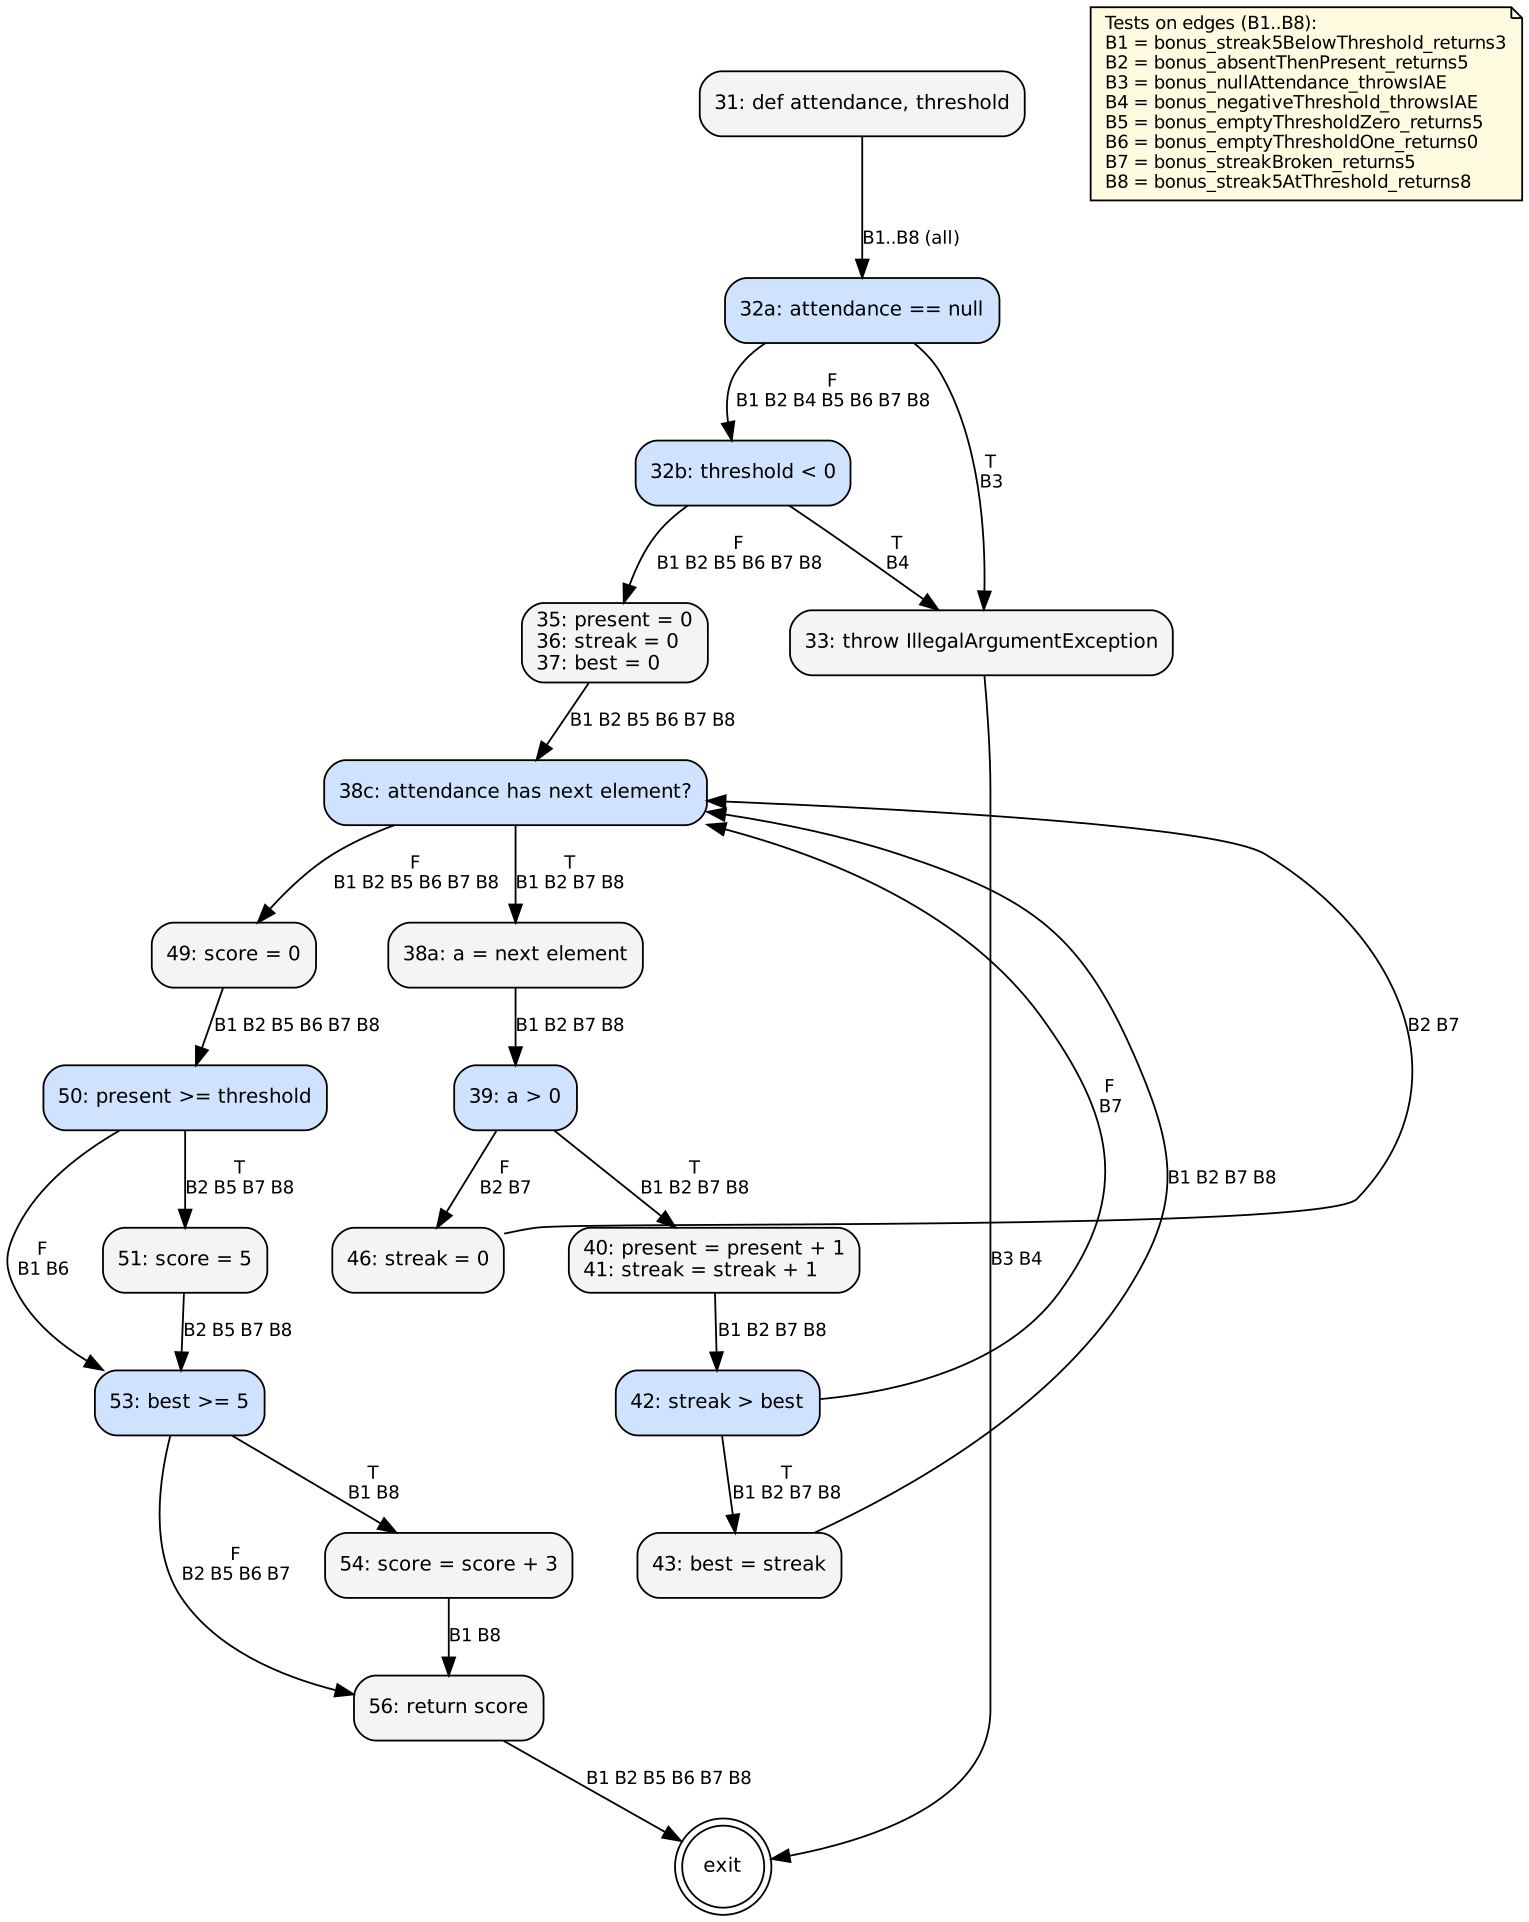 Tests on edges (B1..B8):
B1 = bonus_streak5BelowThreshold_returns3
B2 = bonus_absentThenPresent_returns5
B3 = bonus_nullAttendance_throwsIAE
B4 = bonus_negativeThreshold_throwsIAE
B5 = bonus_emptyThresholdZero_returns5
B6 = bonus_emptyThresholdOne_returns0
B7 = bonus_streakBroken_returns5
B8 = bonus_streak5AtThreshold_returns8
31: def attendance, threshold
B1..B8 (all)
32a: attendance == null
F
B1 B2 B4 B5 B6 B7 B8
T
B3
32b: threshold < 0
F
B1 B2 B5 B6 B7 B8
T
B4
35: present = 0
36: streak = 0
37: best = 0
33: throw IllegalArgumentException
B1 B2 B5 B6 B7 B8
38c: attendance has next element?
F
B1 B2 B5 B6 B7 B8
T
B1 B2 B7 B8
49: score = 0
38a: a = next element
B1 B2 B5 B6 B7 B8
B1 B2 B7 B8
B2 B7
50: present >= threshold
39: a > 0
F
B7
T
B2 B5 B7 B8
F
B2 B7
T
B1 B2 B7 B8
B1 B2 B7 B8
F
B1 B6
51: score = 5
46: streak = 0
40: present = present + 1
41: streak = streak + 1
B3 B4
B2 B5 B7 B8
B1 B2 B7 B8
53: best >= 5
42: streak > best
T
B1 B8
T
B1 B2 B7 B8
F
B2 B5 B6 B7
54: score = score + 3
43: best = streak
B1 B8
56: return score
B1 B2 B5 B6 B7 B8
exit